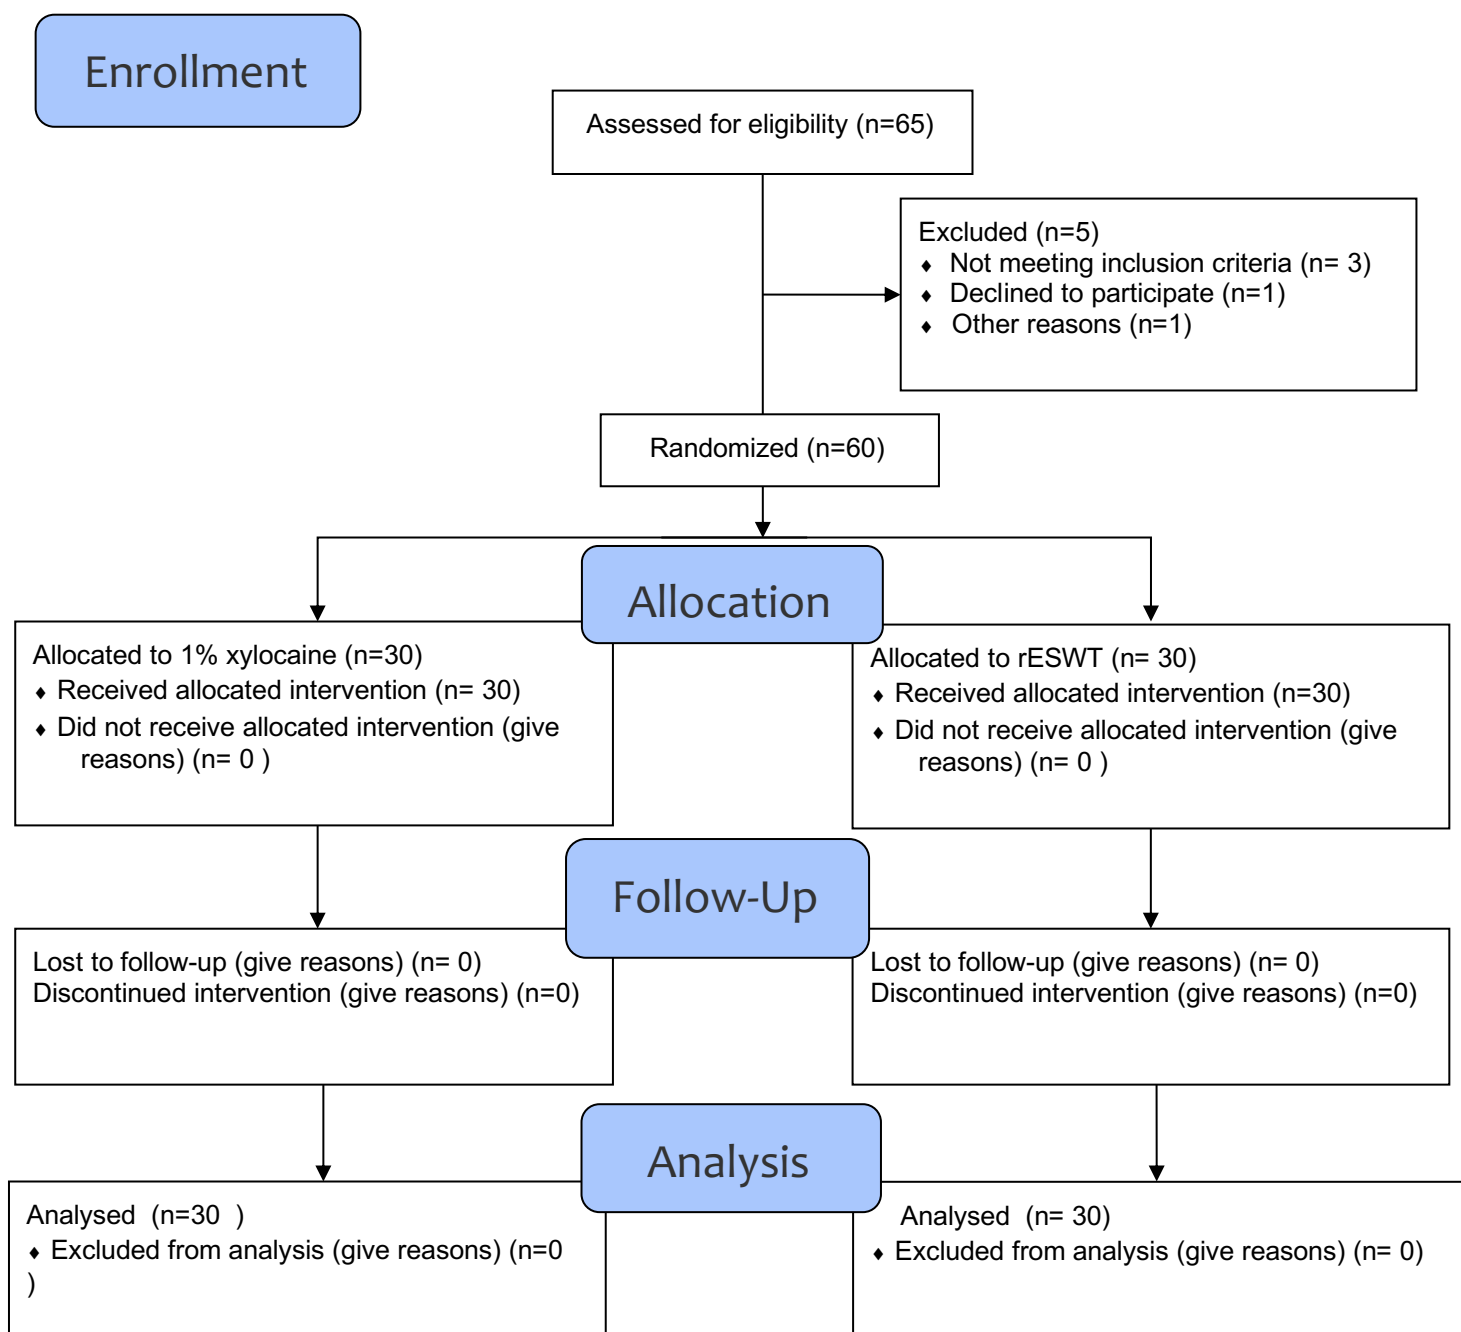 Enrollment
Assessed for eligibility (n=65)
Excluded (n=5)
♦ Not meeting inclusion criteria (n= 3)
♦ Declined to participate (n=1)
♦ Other reasons (n=1)
Randomized (n=60)
Allocation
Allocated to 1% xylocaine (n=30)
♦ Received allocated intervention (n= 30)
♦ Did not receive allocated intervention (give
reasons) (n= 0 )
Allocated to rESWT (n= 30)
♦ Received allocated intervention (n=30)
♦ Did not receive allocated intervention (give
reasons) (n= 0 )
Follow-Up
Lost to follow-up (give reasons) (n= 0)
Discontinued intervention (give reasons) (n=0)
Lost to follow-up (give reasons) (n= 0)
Discontinued intervention (give reasons) (n=0)
Analysis
Analysed  (n=30  )
♦ Excluded from analysis (give reasons) (n=0
)
Analysed  (n= 30)
♦ Excluded from analysis (give reasons) (n= 0)